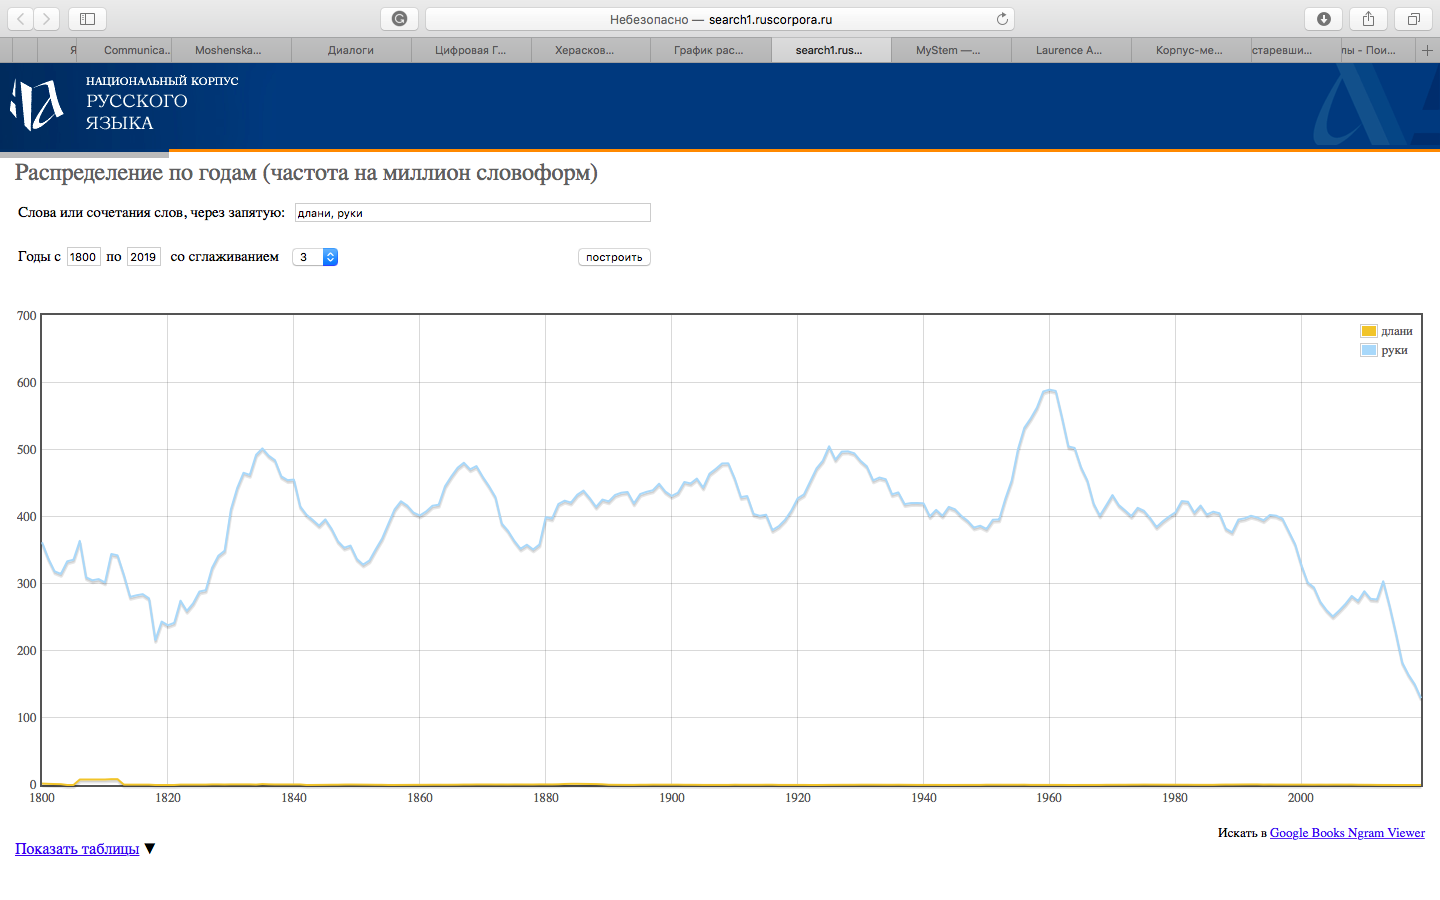 Небезопасно — search1.ruscorpora.ru
Я
Communica...
Moshenska...
Диалоги
Цифровая Г...
Херасков...
График рас...
search1.rus...
MyStem —...
Laurence A...
Корпус-ме...
старевши...
лы - Пои...
НАЦИОНАЛЬНЫЙ КОРПУС
РУССКОГО
ЯЗЫКА
Распределение по годам (частота на миллион словоформ)
Слова или сочетания слов, через запятую: длани, руки
Годы с 1800 по 2019 со сглаживанием 3 построить
700
600
500
400
300
200
100
0
длани
руки
1800 1820 1840 1860 1880 1900 1920 1940 1960 1980 2000
Искать в Google Books Ngram Viewer
Показать таблицы ▼